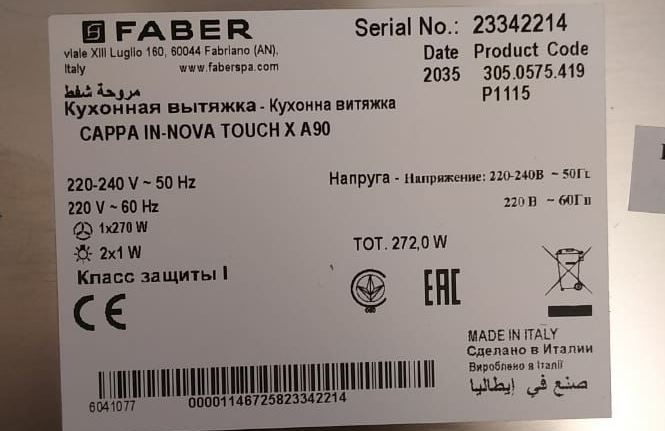 FABER
viale XIII Luglio 160, 60044 Fabriano (AN),
Italy www.faberspa.com
Serial No.: 23342214
Date Product Code
2035 305.0575.419
P1115
مروحة شفط
Кухонная вытяжка - Кухонна витяжка
CAPPA IN-NOVA TOUCH X A90
220-240 V ~ 50 Hz
220 V ~ 60 Hz
1x270 W
2x1 W
Класс защиты I
Напруга - Напряжение: 220-240В ~ 50Гц
220 В ~ 60Гц
TOT. 272,0 W
CE
EAC
MADE IN ITALY
Сделано в Италии
Вироблено в Італії
صنع في إيطاليا
6041077
00001146725823342214